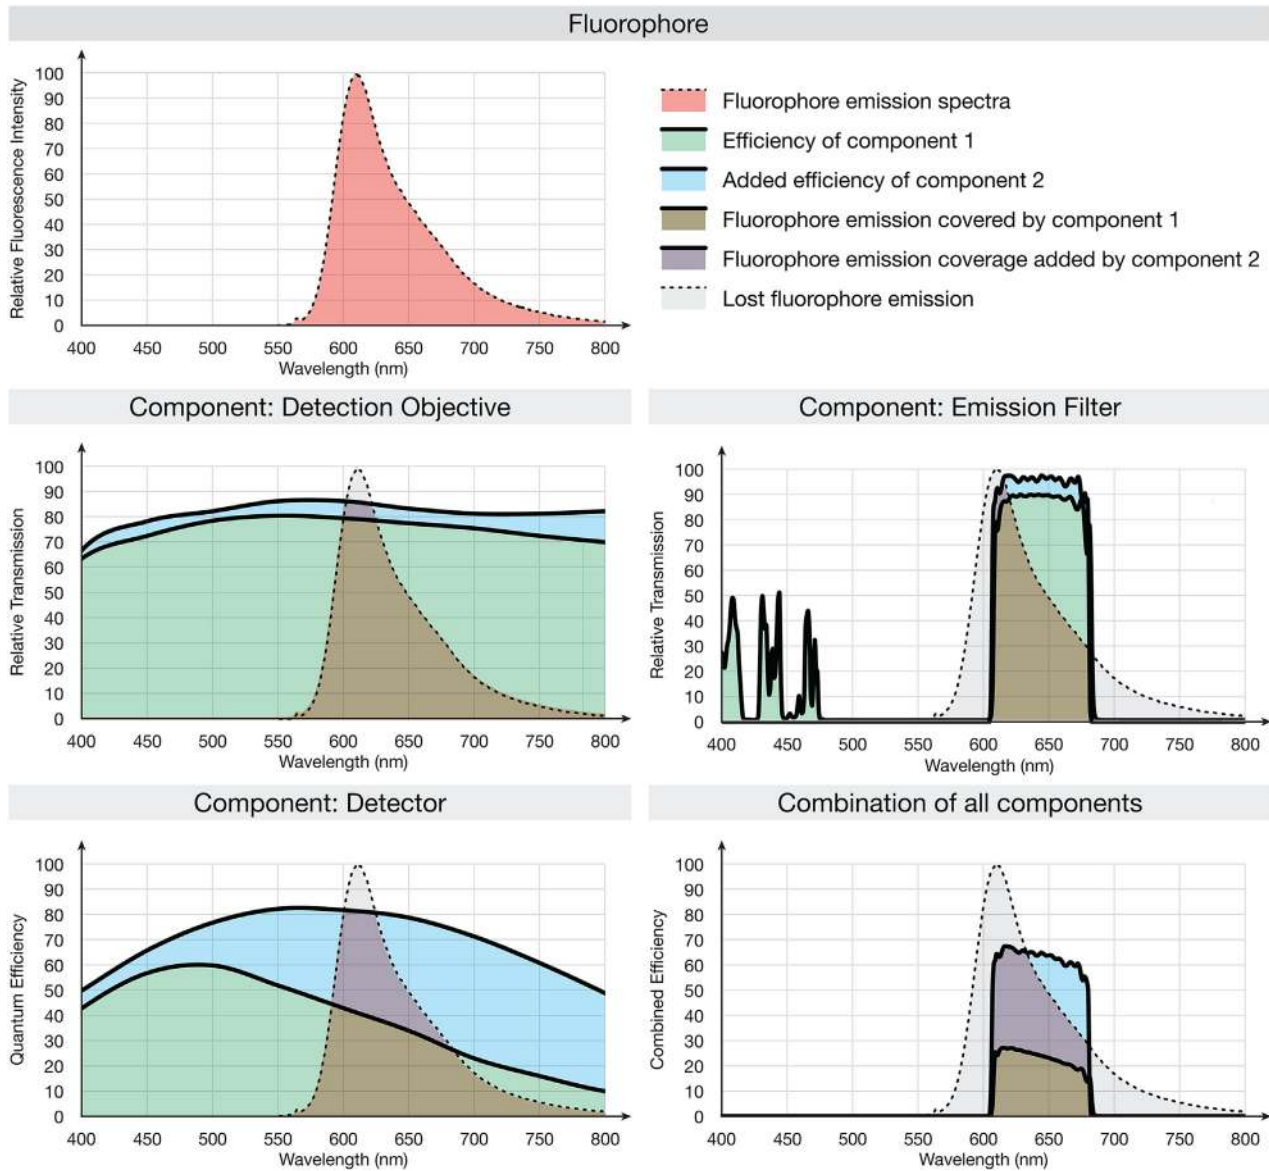 Fluorophore
Relative Fluorescence Intensity
100
90
80
70
60
50
40
30
20
10
0
400 450 500 550 600 650 700 750 800
Wavelength (nm)
Fluorophore emission spectra
Efficiency of component 1
Added efficiency of component 2
Fluorophore emission covered by component 1
Fluorophore emission coverage added by component 2
Lost fluorophore emission
Component: Detection Objective
Relative Transmission
100
90
80
70
60
50
40
30
20
10
0
400 450 500 550 600 650 700 750 800
Wavelength (nm)
Component: Emission Filter
Relative Transmission
100
90
80
70
60
50
40
30
20
10
0
400 450 500 550 600 650 700 750 800
Wavelength (nm)
Component: Detector
Quantum Efficiency
100
90
80
70
60
50
40
30
20
10
0
400 450 500 550 600 650 700 750 800
Wavelength (nm)
Combination of all components
Combined Efficiency
100
90
80
70
60
50
40
30
20
10
0
400 450 500 550 600 650 700 750 800
Wavelength (nm)